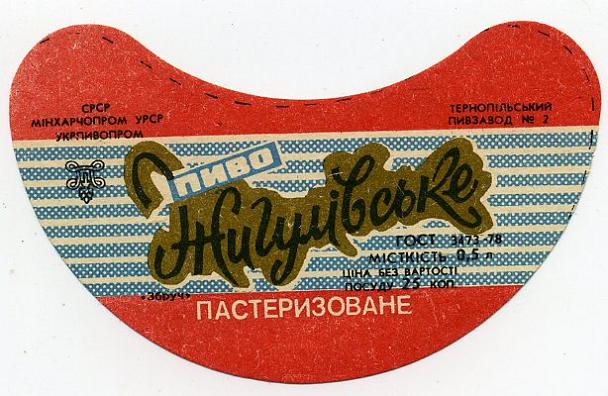 СРСР
МІНХАРЧОПРОМ УРСР
УКРПИВОПРОМ
ТЕРНОПІЛЬСЬКИЙ
ПИВЗАВОД № 2
ПИВО
Жигулівське
ГОСТ 3473-78
МІСТКІСТЬ 0,5 л
ЦІНА БЕЗ ВАРТОСТІ
ПОСУДУ 25 КОП
«Збруч»
ПАСТЕРИЗОВАНЕ